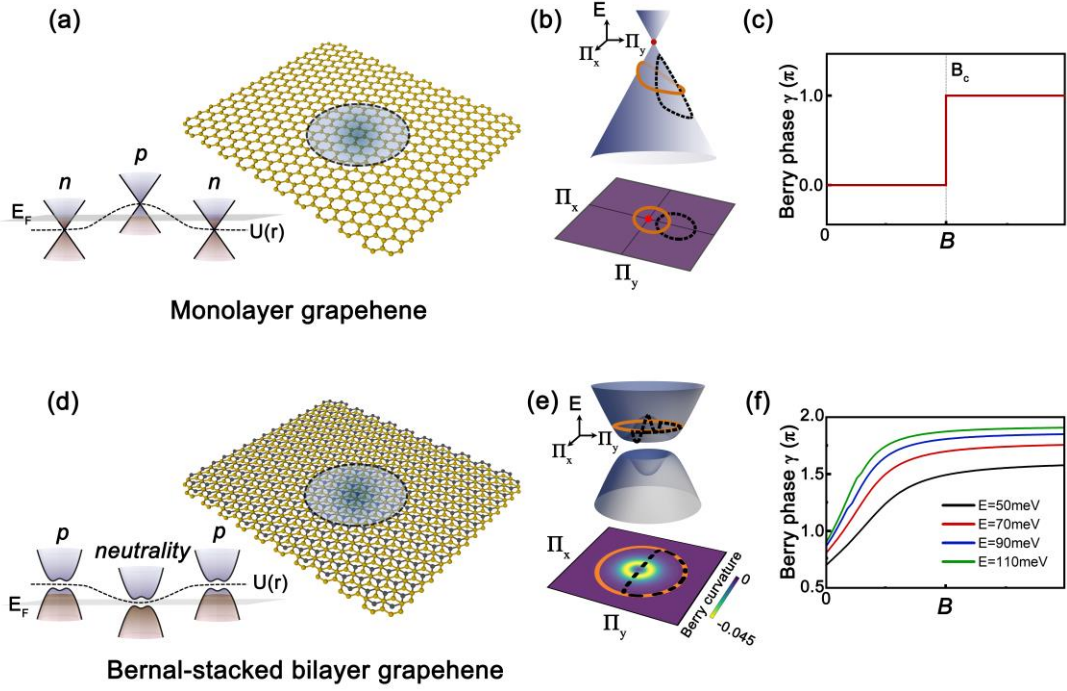 (a)
n
p
n
E_F
U(r)
Monolayer grapehene
(b)
E
Π_x
Π_y
Π_x
Π_y
(c)
Berry phase γ (π)
1.0
0.0
B_c
0
B
(d)
p
neutrality
p
E_F
U(r)
Bernal-stacked bilayer grapehene
(e)
E
Π_x
Π_y
Π_x
Π_y
Berry curvature
0
-0.045
(f)
Berry phase γ (π)
2.0
1.5
1.0
0.5
E=50meV
E=70meV
E=90meV
E=110meV
0
B